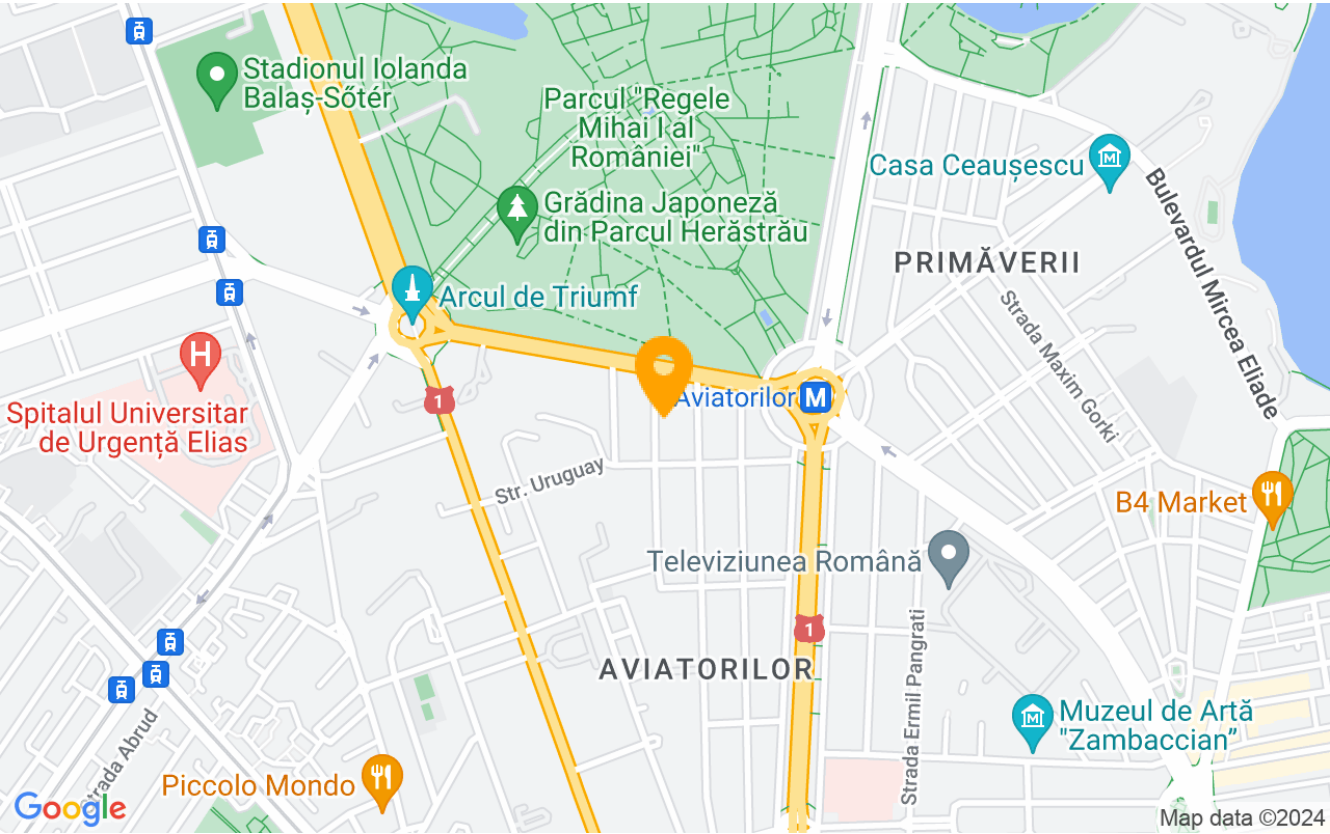 Stadionul Iolanda
Balaș-Sőtér
Parcul "Regele
Mihai I al
României"
Casa Ceaușescu
M
Grădina Japoneză
din Parcul Herăstrău
Bulevardul Mircea Eliade
PRIMĂVERII
Arcul de Triumf
Strada Maxim Gorki
H
Spitalul Universitar
de Urgență Elias
1
Aviatorilor M
Str. Uruguay
B4 Market
Televiziunea Română
1
AVIATORILOR
Strada Ermil Pangrati
M
Muzeul de Artă
"Zambaccian”
Strada Abrud
Piccolo Mondo
Google
Map data ©2024